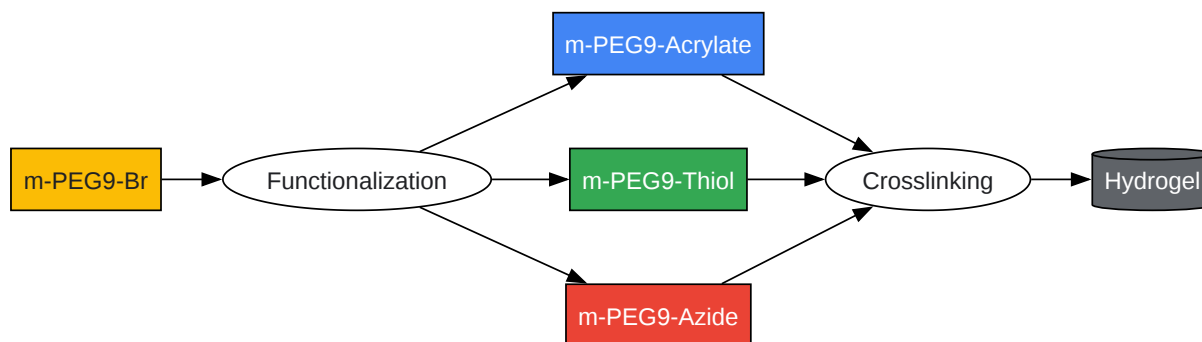 m-PEG9-Acrylate
m-PEG9-Br
Functionalization
m-PEG9-Thiol
Crosslinking
Hydrogel
m-PEG9-Azide